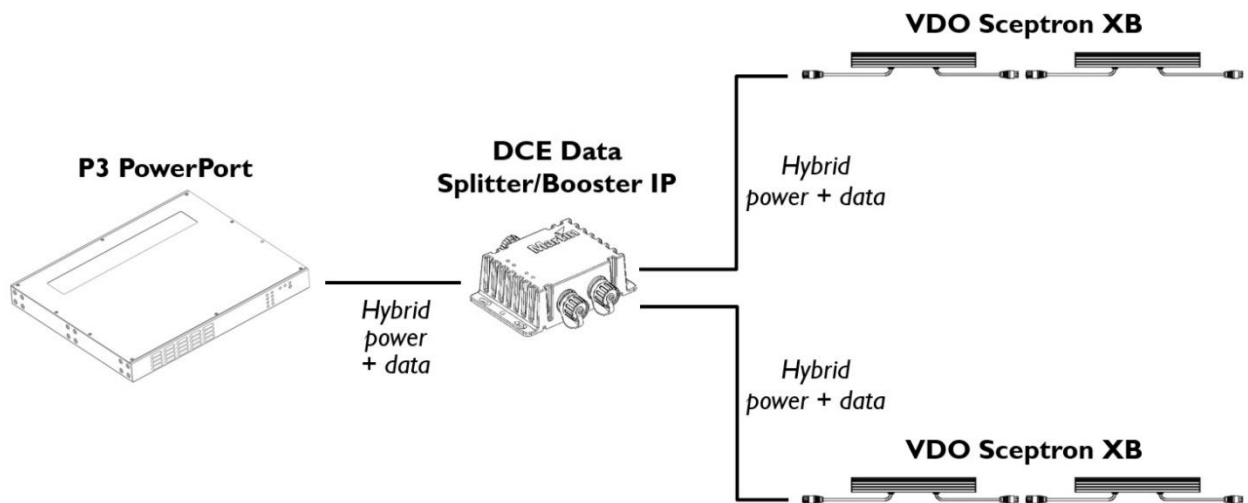 VDO Sceptron XB
P3 PowerPort
DCE Data
Splitter/Booster IP
Martin
Hybrid
power + data
Hybrid
power
+ data
Hybrid
power + data
VDO Sceptron XB